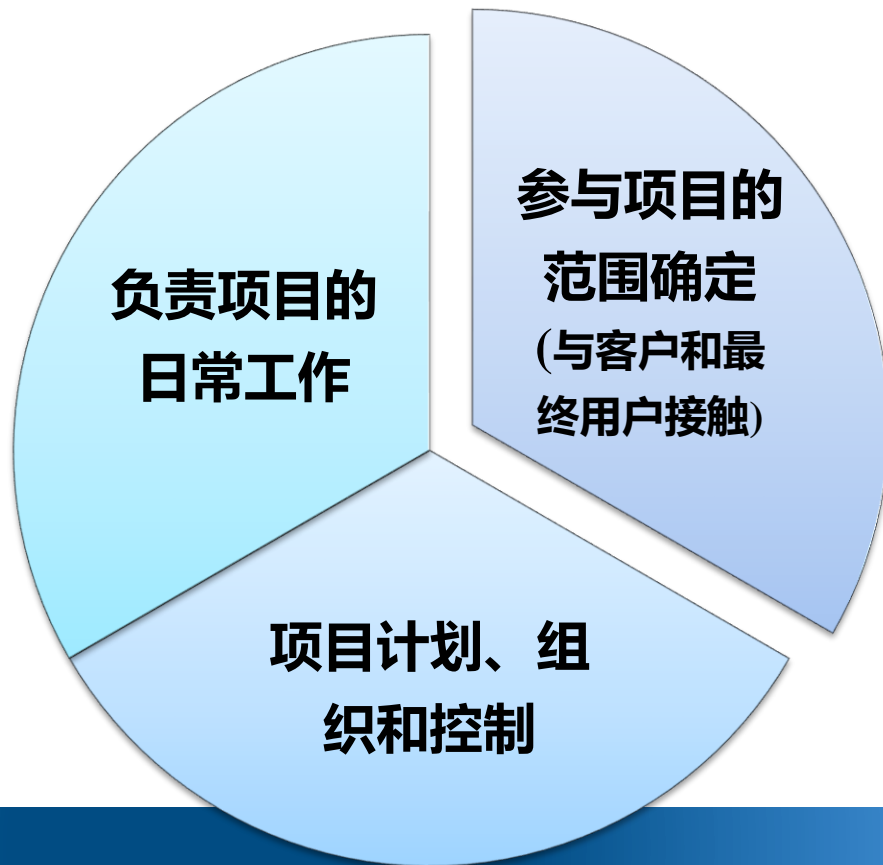 参与项目的
范围确定
(与客户和最
终用户接触)
负责项目的
日常工作
项目计划、组
织和控制